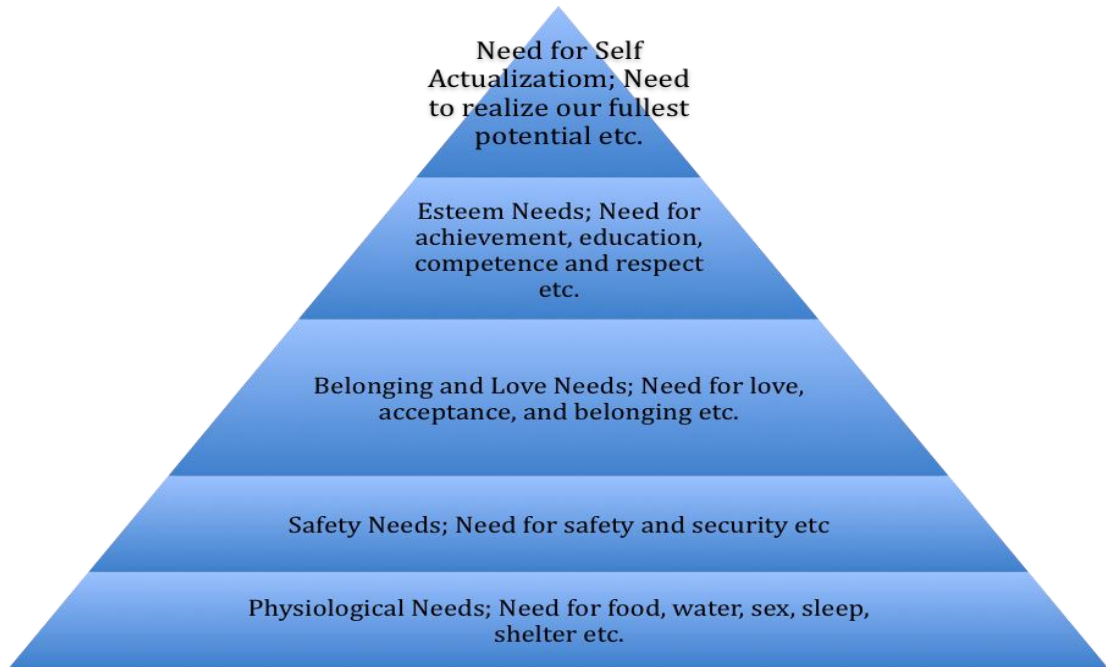 Need for Self
Actualizatiom; Need
to realize our fullest
potential etc.
Esteem Needs; Need for
achievement, education,
competence and respect
etc.
Belonging and Love Needs; Need for love,
acceptance, and belonging etc.
Safety Needs; Need for safety and security etc
Physiological Needs; Need for food, water, sex, sleep,
shelter etc.